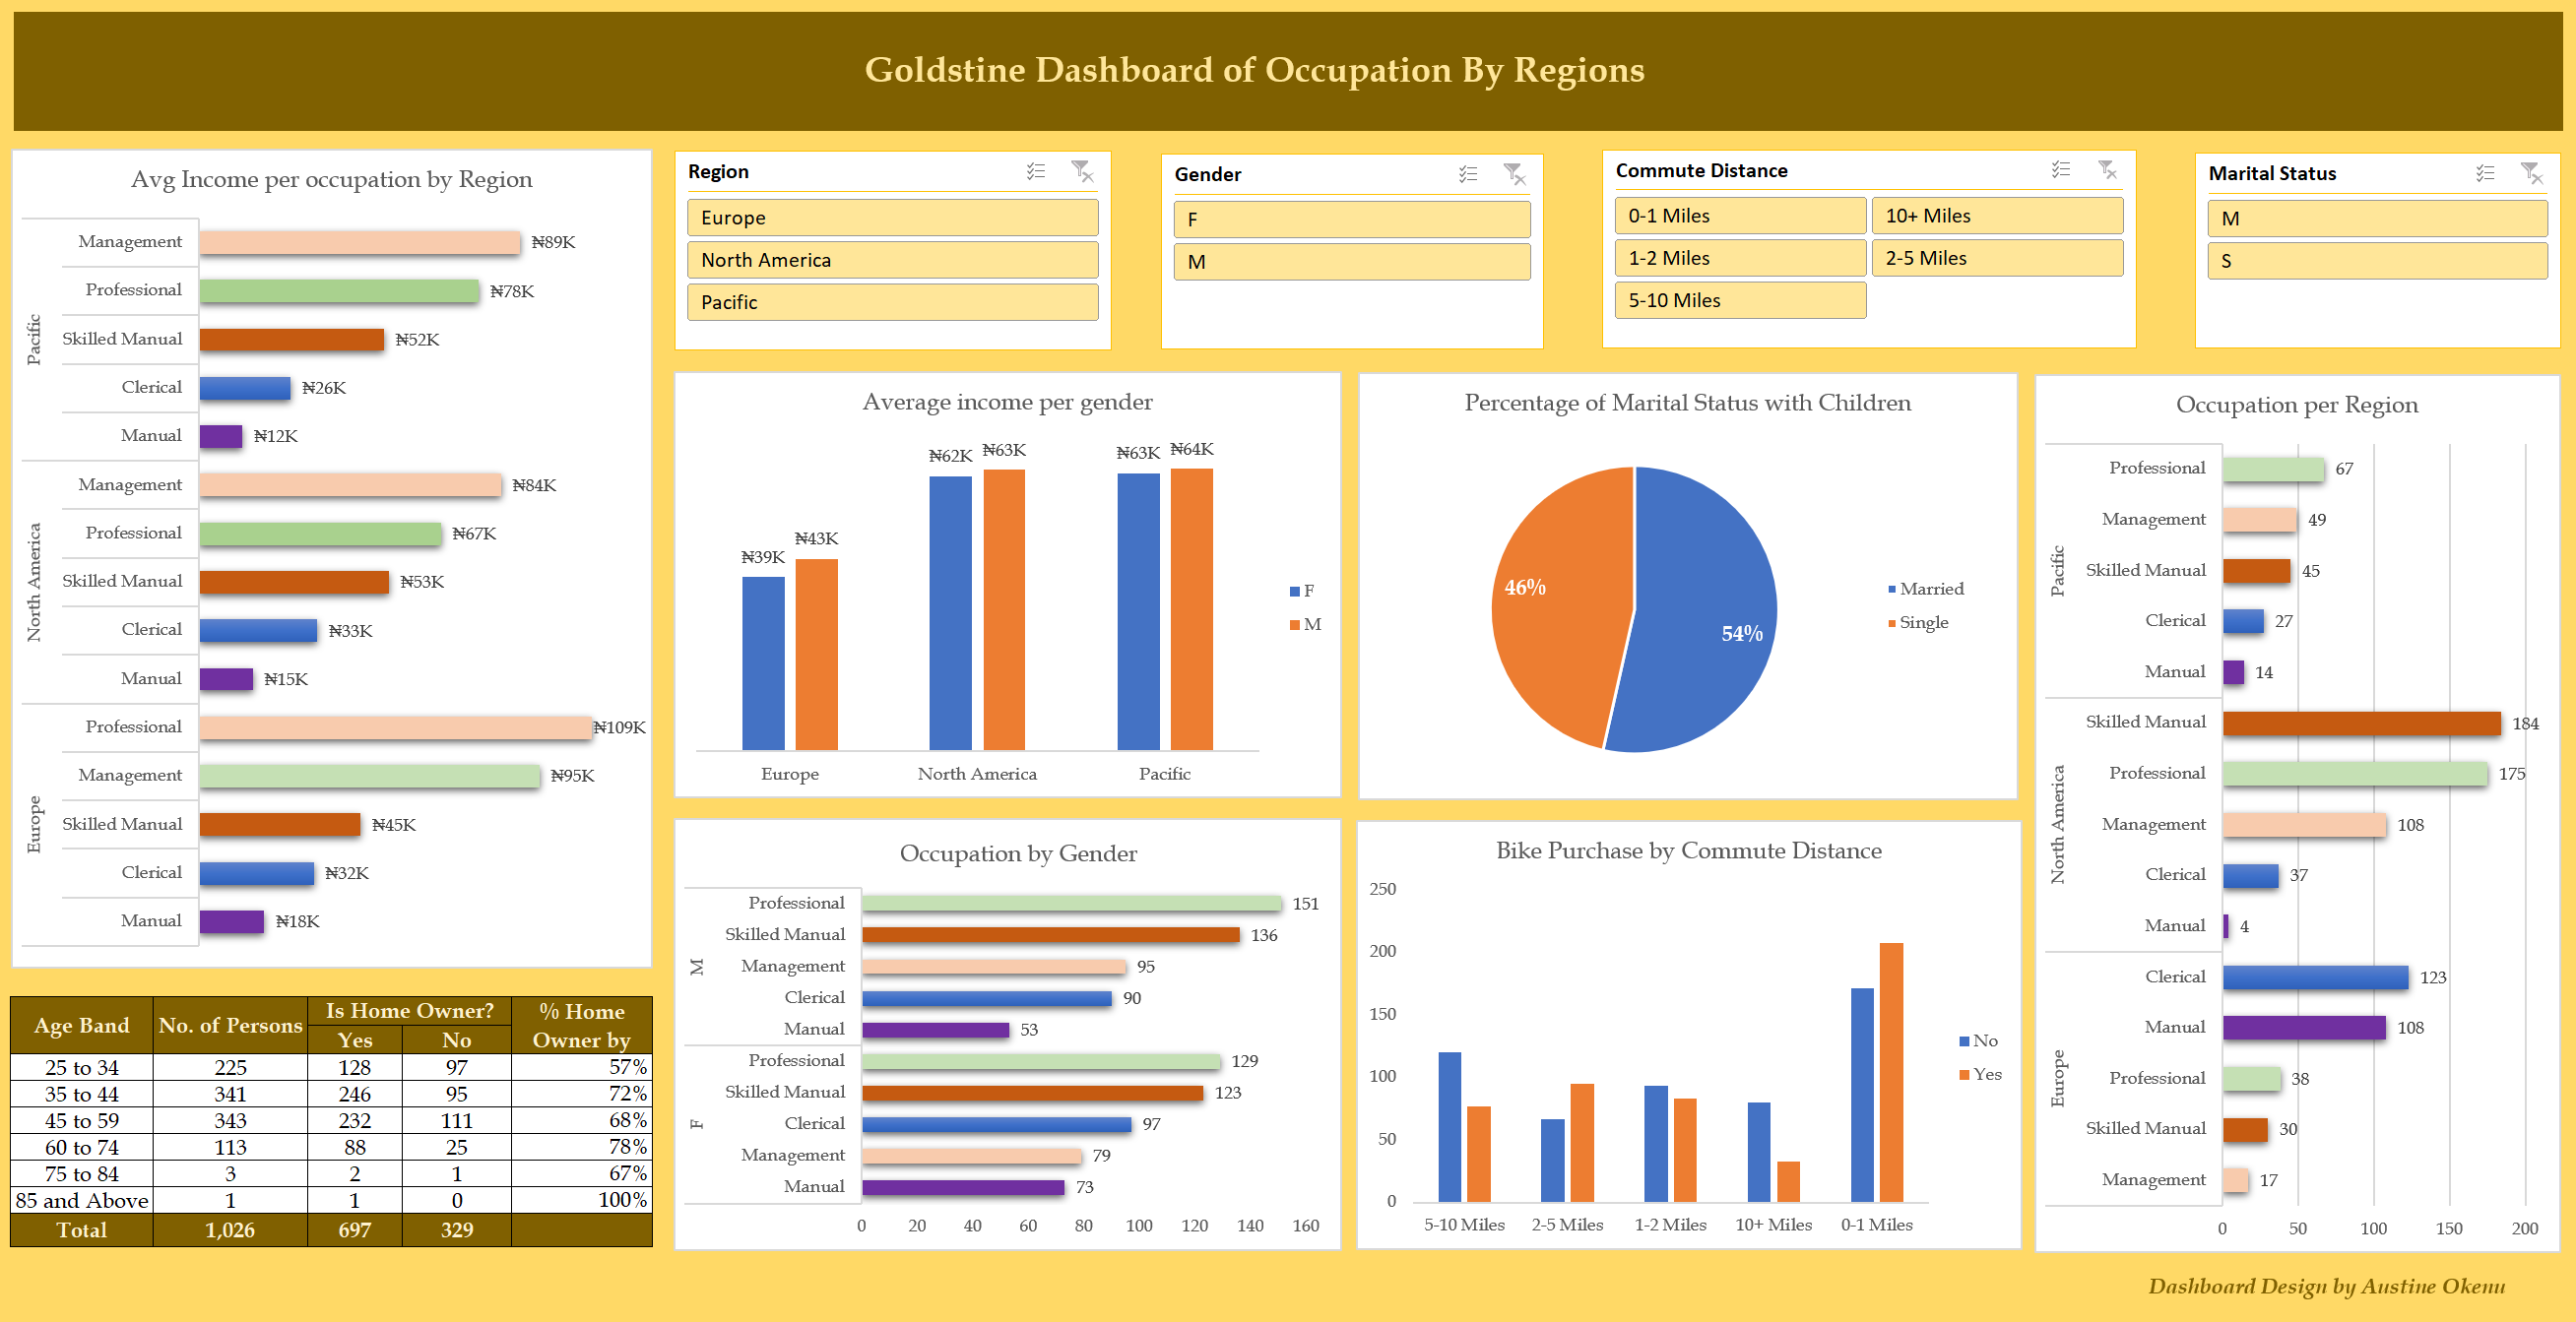 Goldstine Dashboard of Occupation By Regions
Avg Income per occupation by Region
Pacific
Management ₦89K
Professional ₦78K
Skilled Manual ₦52K
Clerical ₦26K
Manual ₦12K
North America
Management ₦84K
Professional ₦67K
Skilled Manual ₦53K
Clerical ₦33K
Manual ₦15K
Europe
Professional ₦109K
Management ₦95K
Skilled Manual ₦45K
Clerical ₦32K
Manual ₦18K
Region
Europe
North America
Pacific
Gender
F
M
Commute Distance
0-1 Miles 10+ Miles
1-2 Miles 2-5 Miles
5-10 Miles
Marital Status
M
S
Average income per gender
₦39K ₦43K ₦62K ₦63K ₦63K ₦64K
F
M
Europe North America Pacific
Percentage of Marital Status with Children
46%
54%
Married
Single
Occupation per Region
Pacific
Professional 67
Management 49
Skilled Manual 45
Clerical 27
Manual 14
North America
Skilled Manual 184
Professional 175
Management 108
Clerical 37
Manual 4
Europe
Clerical 123
Manual 108
Professional 38
Skilled Manual 30
Management 17
0 50 100 150 200
Occupation by Gender
M
Professional 151
Skilled Manual 136
Management 95
Clerical 90
Manual 53
F
Professional 129
Skilled Manual 123
Clerical 97
Management 79
Manual 73
0 20 40 60 80 100 120 140 160
Bike Purchase by Commute Distance
250
200
150
100
50
0
No
Yes
5-10 Miles 2-5 Miles 1-2 Miles 10+ Miles 0-1 Miles
Age Band No. of Persons Is Home Owner? % Home
Yes No Owner by
25 to 34 225 128 97 57%
35 to 44 341 246 95 72%
45 to 59 343 232 111 68%
60 to 74 113 88 25 78%
75 to 84 3 2 1 67%
85 and Above 1 1 0 100%
Total 1,026 697 329
Dashboard Design by Austine Okenu